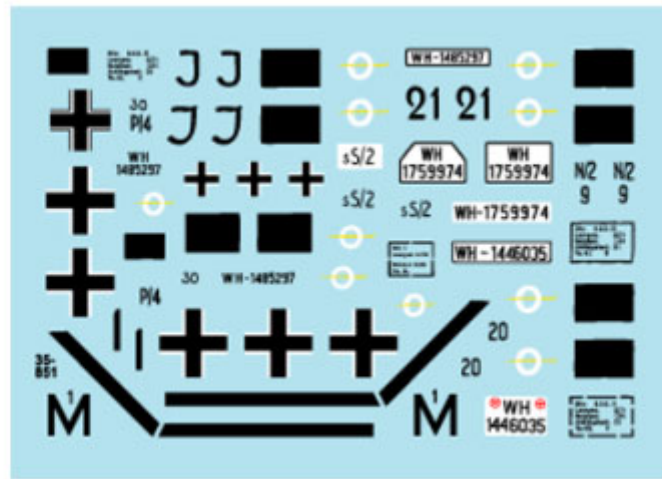 J J
WH-1485297
30
P/4
21 21
J J
sS/2
WH
1485297
WH
1759974
WH
1759974
N/2
9
N/2
9
sS/2
sS/2
WH-1759974
WH-1446035
30
WH-1485297
P/4
20
20
35-
851
1
M
1
M
WH
1446035